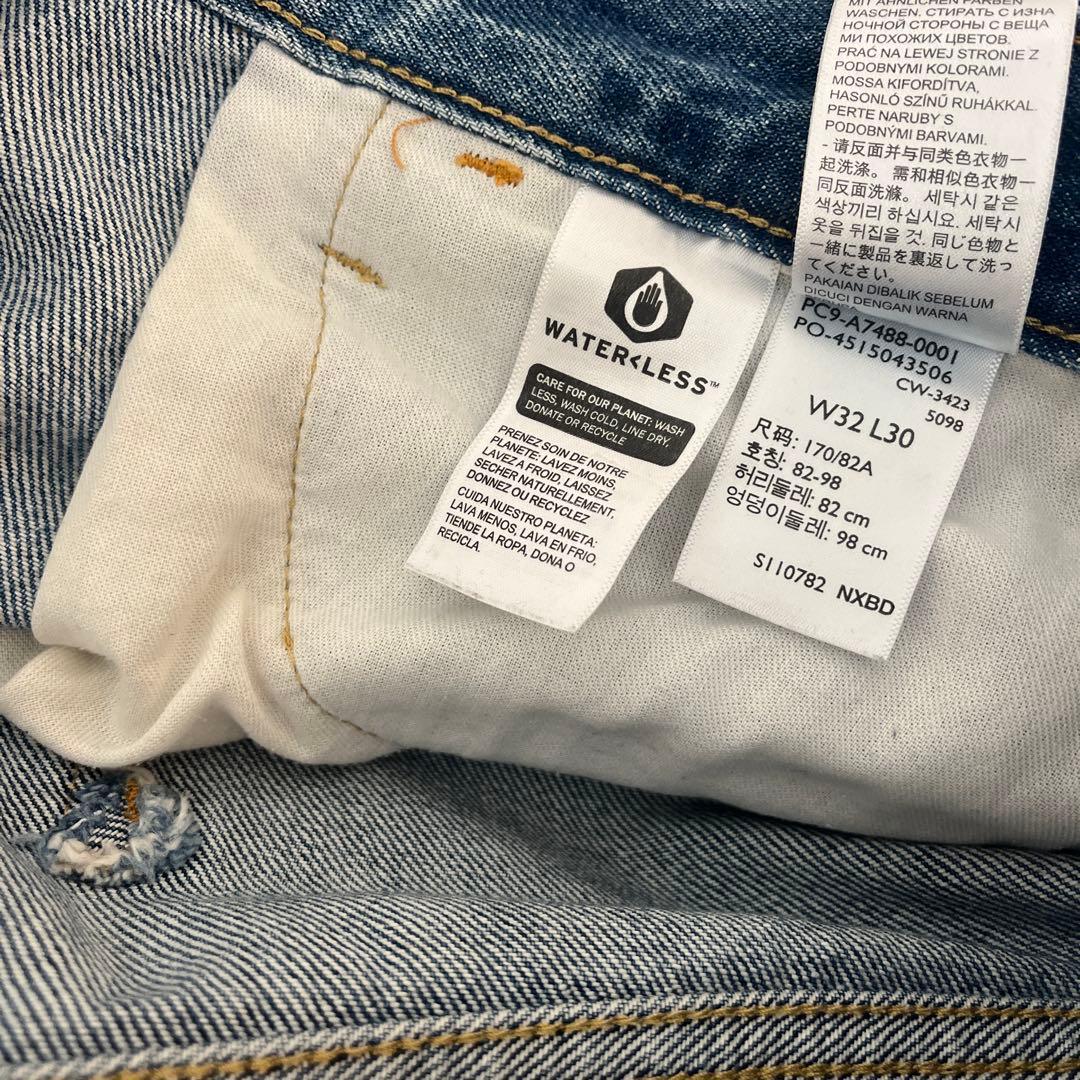 MIT ÄHNLICHEN FARBEN
WASCHEN. СТИРАТЬ С ИЗНА
НОЧНОЙ СТОРОНЫ С ВЕЩА
МИ ПОХОЖИХ ЦВЕТОВ.
PRAĆ NA LEWEJ STRONIE Z
PODOBNYMI KOLORAMI.
MOSSA KIFORDÍTVA,
HASONLÓ SZÍNŰ RUHÁKKAL.
PERTE NARUBY S
PODOBNÝMI BARVAMI.
- 请反面并与同类色衣物一
起洗涤。需和相似色衣物一
同反面洗滌。세탁시 같은
색상끼리 하십시요. 세탁시
옷을 뒤집을 것. 同じ色物と
一緒に製品を裏返して洗っ
てください。
PAKAIAN DIBALIK SEBELUM
DICUCI DENGAN WARNA
WATER<LESS™
CARE FOR OUR PLANET: WASH
LESS, WASH COLD, LINE DRY,
DONATE OR RECYCLE
PRENEZ SOIN DE NOTRE
PLANETE: LAVEZ MOINS,
LAVEZ A FROID, LAISSEZ
SECHER NATURELLEMENT,
DONNEZ OU RECYCLEZ
CUIDA NUESTRO PLANETA:
LAVA MENOS, LAVA EN FRIO,
TIENDE LA ROPA, DONA O
RECICLA.
PC9-A7488-0001
PO-4515043506
CW-3423
5098
W32 L30
尺码: 170/82A
호칭: 82-98
허리둘레: 82 cm
엉덩이둘레: 98 cm
S110782 NXBD